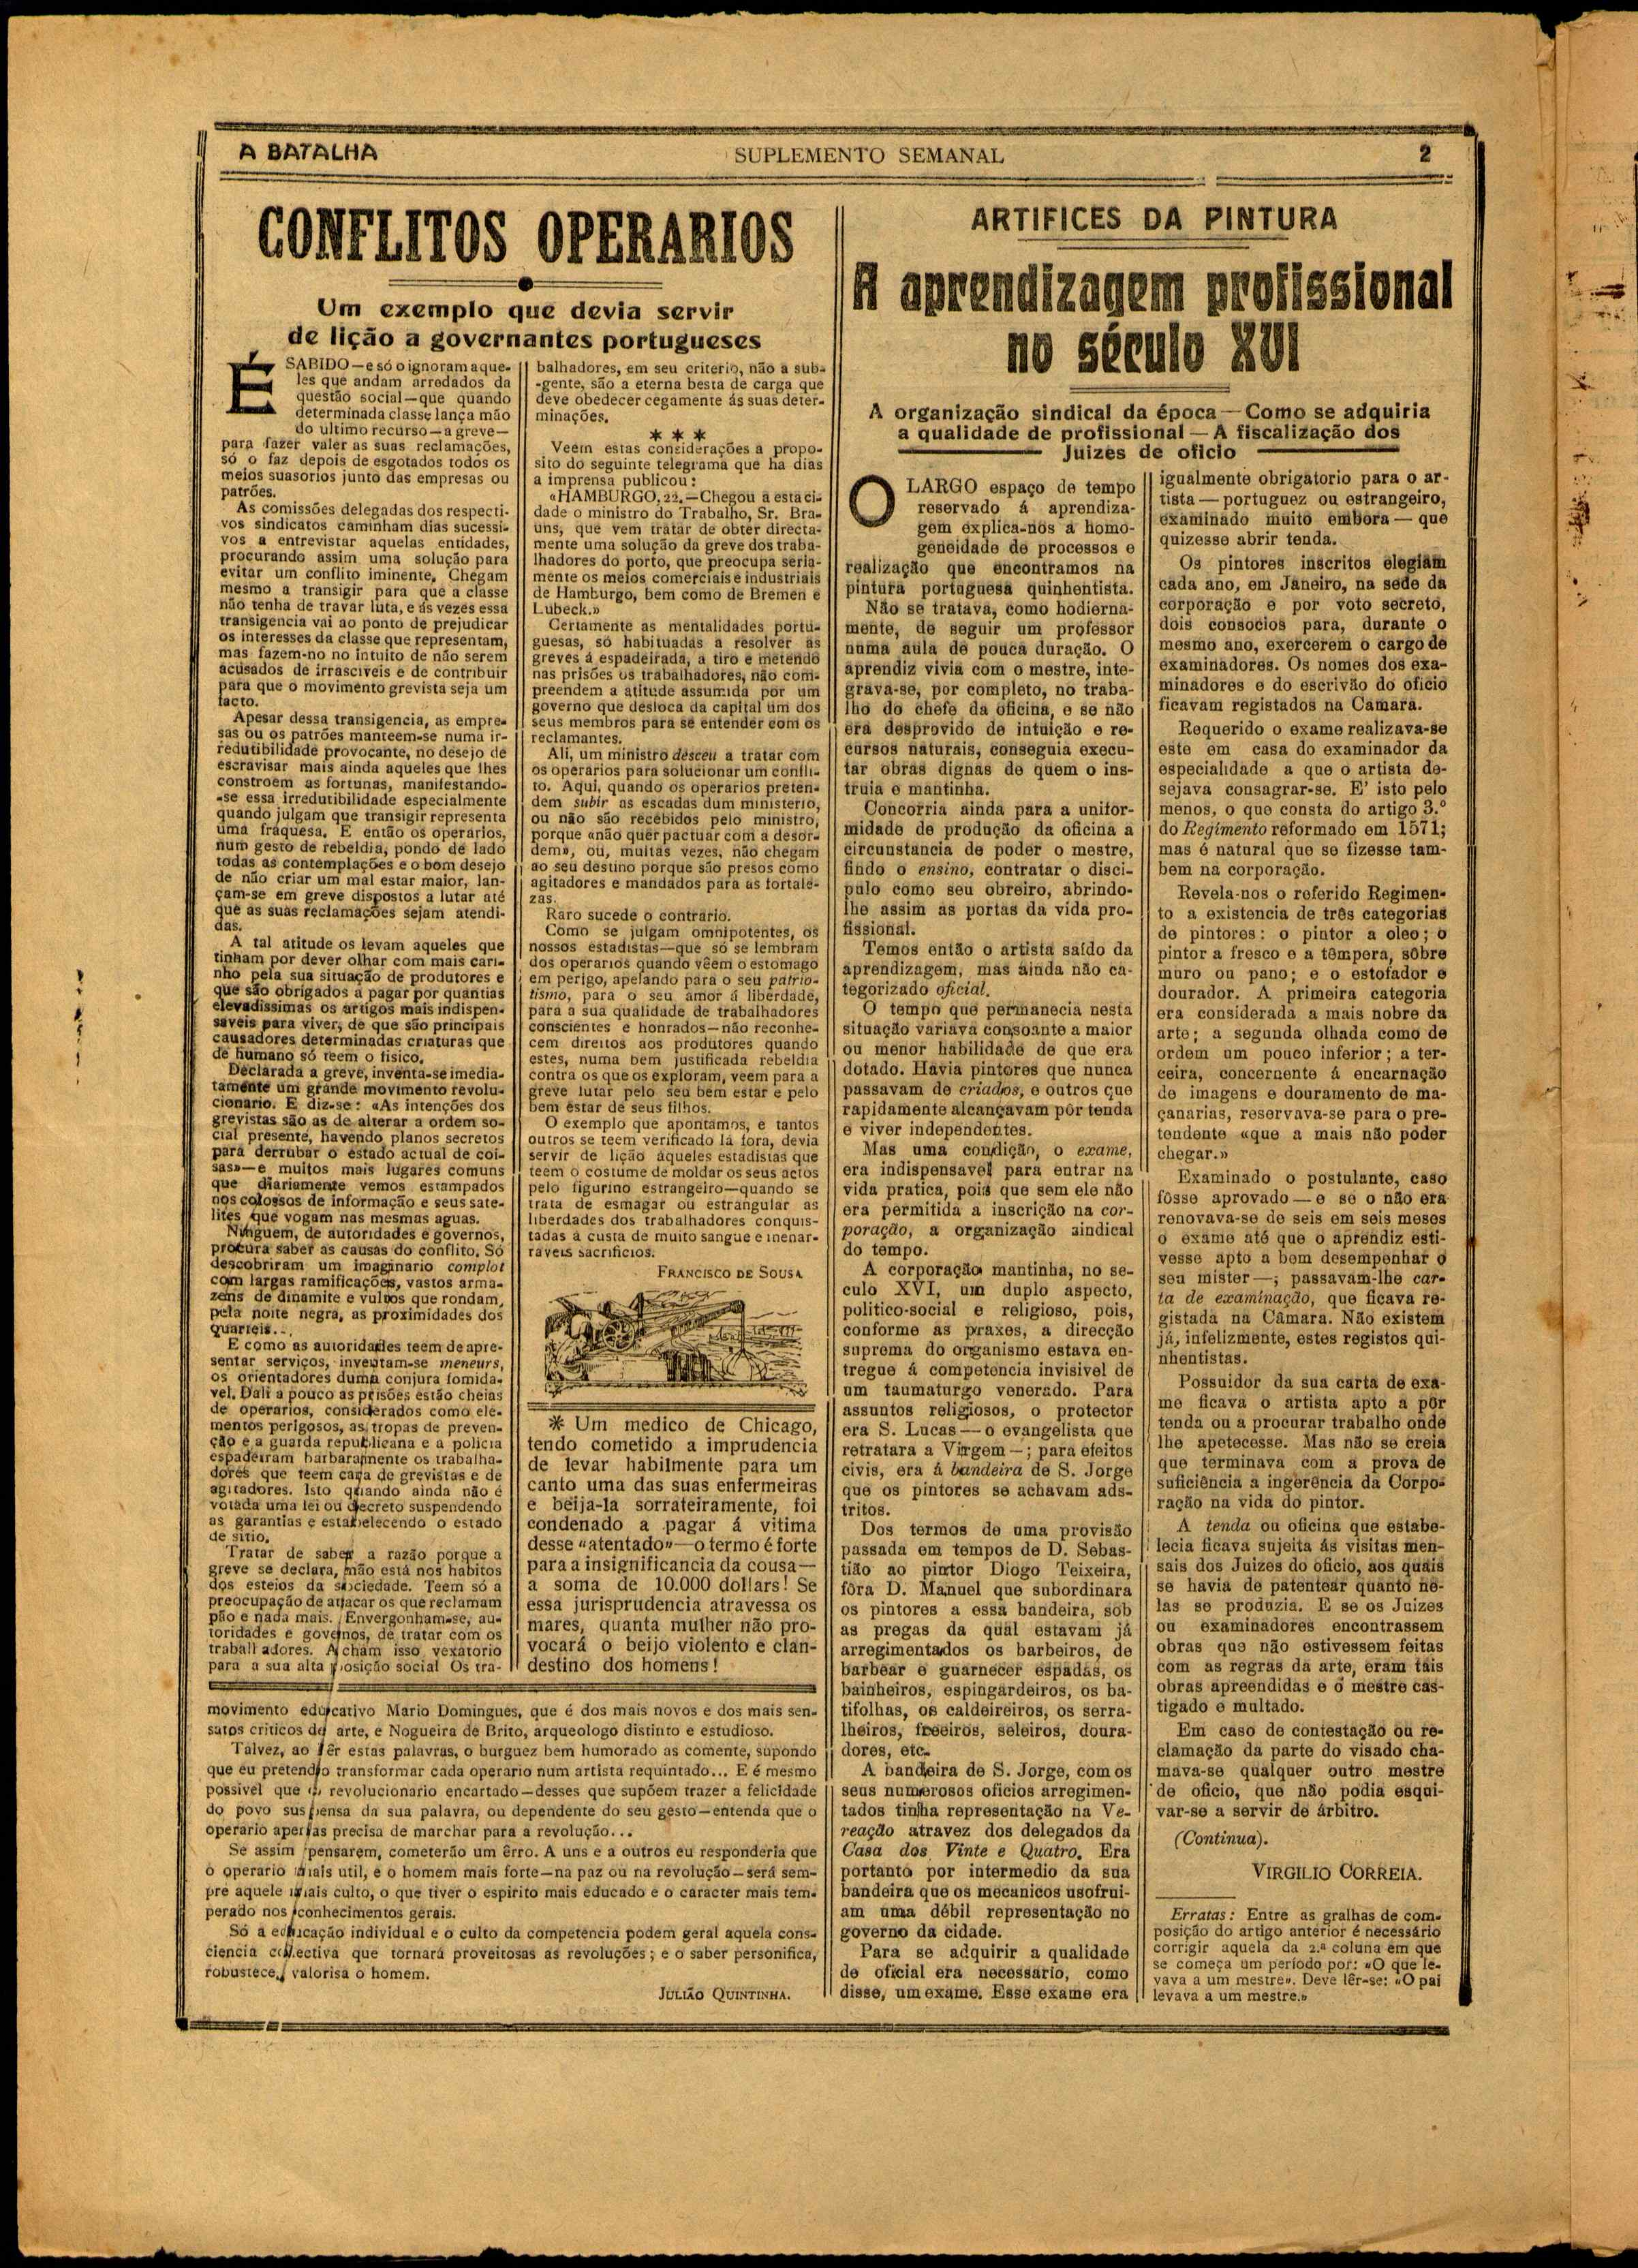 A BATALHA
SUPLEMENTO SEMANAL
2
CONFLITOS OPERARIOS
Um exemplo que devia servir
de lição a governantes portugueses
É SABIDO—e só o ignoram aque-
les que andam arredados da
questão social—que quando
determinada classe lança mão
do ultimo recurso—a greve—
para fazer valer as suas reclamações,
só o faz depois de esgotados todos os
meios suasorios junto das empresas ou
patrões.
As comissões delegadas dos respecti-
vos sindicatos caminham dias sucessi-
vos a entrevistar aquelas entidades,
procurando assim uma solução para
evitar um conflito iminente. Chegam
mesmo a transigir para que a classe
não tenha de travar luta, e ás vezes essa
transigencia vai ao ponto de prejudicar
os interesses da classe que representam,
mas fazem-no no intuito de não serem
acusados de irrasciveis e de contribuir
para que o movimento grevista seja um
facto.
Apesar dessa transigencia, as empre-
sas ou os patrões manteem-se numa ir-
redutibilidade provocante, no desejo de
escravisar mais ainda aqueles que lhes
constroem as fortunas, manifestando-
-se essa irredutibilidade especialmente
quando julgam que transigir representa
uma fraquesa. E então os operarios,
num gesto de rebeldia, pondo de lado
todas as contemplações e o bom desejo
de não criar um mal estar maior, lan-
çam-se em greve dispostos a lutar até
que as suas reclamações sejam atendi-
das.
A tal atitude os levam aqueles que
tinham por dever olhar com mais cari-
nho pela sua situação de produtores e
que são obrigados a pagar por quantias
elevadissimas os artigos mais indispen-
saveis para viver, de que são principais
causadores determinadas criaturas que
de humano só teem o fisico.
Declarada a greve, inventa-se imedia-
tamente um grande movimento revolu-
cionario. E diz-se: «As intenções dos
grevistas são as de alterar a ordem so-
cial presente, havendo planos secretos
para derrubar o estado actual de coi-
sas»—e muitos mais lugares comuns
que diariamente vemos estampados
nos colossos de informação e seus sate-
lites que vogam nas mesmas aguas.
Ninguem, de autoridades e governos,
procura saber as causas do conflito. Só
descobriram um imaginario complot
com largas ramificações, vastos arma-
zens de dinamite e vultos que rondam,
pela noite negra, as proximidades dos
quarteis...
E como as autoridades teem de apre-
sentar serviços, inventam-se meneurs,
os orientadores duma conjura fomida-
vel. Dali a pouco as prisões estão cheias
de operarios, considerados como ele-
mentos perigosos, as tropas de preven-
ção e a guarda republicana e a policia
espadeiram barbaramente os trabalha-
dores que teem cara de grevistas e de
agitadores. Isto quando ainda não é
votada uma lei ou decreto suspendendo
as garantias e estabelecendo o estado
de sitio.
Tratar de saber a razão porque a
greve se declara, não está nos habitos
dos esteios da sociedade. Teem só a
preocupação de atacar os que reclamam
pão e nada mais. Envergonham-se, au-
toridades e governos, de tratar com os
traball adores. Acham isso vexatorio
para a sua alta posição social Os tra-
balhadores, em seu criterio, não a sub-
-gente, são a eterna besta de carga que
deve obedecer cegamente ás suas deter-
minações.
* * *
Veem estas considerações a propo-
sito do seguinte telegrama que ha dias
a imprensa publicou:
«HAMBURGO, 22.—Chegou a esta ci-
dade o ministro do Trabalho, Sr. Bra-
uns, que vem tratar de obter directa-
mente uma solução da greve dos traba-
lhadores do porto, que preocupa seria-
mente os meios comerciais e industriais
de Hamburgo, bem como de Bremen e
Lubeck.»
Certamente as mentalidades portu-
guesas, só habituadas a resolver as
greves á espadeirada, a tiro e metendo
nas prisões os trabalhadores, não com-
preendem a atitude assumida por um
governo que desloca da capital um dos
seus membros para se entender com os
reclamantes.
Ali, um ministro desceu a tratar com
os operarios para solucionar um confli-
to. Aqui, quando os operarios preten-
dem subir as escadas dum ministerio,
ou não são recebidos pelo ministro,
porque «não quer pactuar com a desor-
dem», ou, muitas vezes, não chegam
ao seu destino porque são presos como
agitadores e mandados para as fortale-
zas.
Raro sucede o contrario.
Como se julgam omnipotentes, os
nossos estadistas—que só se lembram
dos operarios quando vêem o estomago
em perigo, apelando para o seu patrio-
tismo, para o seu amor á liberdade,
para a sua qualidade de trabalhadores
conscientes e honrados—não reconhe-
cem direitos aos produtores quando
estes, numa bem justificada rebeldia
contra os que os exploram, veem para a
greve lutar pelo seu bem estar e pelo
bem estar de seus filhos.
O exemplo que apontamos, e tantos
outros se teem verificado lá fora, devia
servir de lição áqueles estadistas que
teem o costume de moldar os seus actos
pelo figurino estrangeiro—quando se
trata de esmagar ou estrangular as
liberdades dos trabalhadores conquis-
tadas á custa de muito sangue e inenar-
raveis sacrificios.
FRANCISCO DE SOUSA
* Um medico de Chicago,
tendo cometido a imprudencia
de levar habilmente para um
canto uma das suas enfermeiras
e beija-la sorrateiramente, foi
condenado a pagar á vitima
desse «atentado»—o termo é forte
para a insignificancia da cousa—
a soma de 10.000 dollars! Se
essa jurisprudencia atravessa os
mares, quanta mulher não pro-
vocará o beijo violento e clan-
destino dos homens!
movimento educativo Mario Domingues, que é dos mais novos e dos mais sen-
satos criticos de arte, e Nogueira de Brito, arqueologo distinto e estudioso.
Talvez, ao lêr estas palavras, o burguez bem humorado as comente, supondo
que eu pretendo transformar cada operario num artista requintado... E é mesmo
possivel que o revolucionario encartado—desses que supõem trazer a felicidade
do povo suspensa da sua palavra, ou dependente do seu gesto—entenda que o
operario apenas precisa de marchar para a revolução...
Se assim pensarem, cometerão um êrro. A uns e a outros eu responderia que
o operario mais util, e o homem mais forte—na paz ou na revolução—será sem-
pre aquele mais culto, o que tiver o espirito mais educado e o caracter mais tem-
perado nos conhecimentos gerais.
Só a educação individual e o culto da competencia podem geral aquela cons-
ciencia colectiva que tornará proveitosas as revoluções; e o saber personifica,
robustece, valorisa o homem.
JULIÃO QUINTINHA.
ARTIFICES DA PINTURA
A aprendizagem profissional
no século XVI
A organização sindical da época—Como se adquiria
a qualidade de profissional—A fiscalização dos
Juizes de oficio
O LARGO espaço de tempo
reservado á aprendiza-
gem explica-nos a homo-
geneidade de processos e
realização que encontramos na
pintura portuguesa quinhentista.
Não se tratava, como hodierna-
mente, de seguir um professor
numa aula de pouca duração. O
aprendiz vivia com o mestre, inte-
grava-se, por completo, no traba-
lho do chefe da oficina, e se não
era desprovido de intuição e re-
cursos naturais, conseguia execu-
tar obras dignas de quem o ins-
truia e mantinha.
Concorria ainda para a unifor-
midade de produção da oficina a
circunstancia de poder o mestre,
findo o ensino, contratar o disci-
pulo como seu obreiro, abrindo-
lhe assim as portas da vida pro-
fissional.
Temos então o artista saído da
aprendizagem, mas ainda não ca-
tegorizado oficial.
O tempo que permanecia nesta
situação variava consoante a maior
ou menor habilidade de que era
dotado. Havia pintores que nunca
passavam de criados, e outros que
rapidamente alcançavam pôr tenda
e viver independentes.
Mas uma condição, o exame,
era indispensavel para entrar na
vida pratica, pois que sem ele não
era permitida a inscrição na cor-
poração, a organização sindical
do tempo.
A corporação mantinha, no se-
culo XVI, um duplo aspecto,
politico-social e religioso, pois,
conforme as praxes, a direcção
suprema do organismo estava en-
tregue á competencia invisivel de
um taumaturgo venerado. Para
assuntos religiosos, o protector
era S. Lucas—o evangelista que
retratara a Virgem—; para efeitos
civis, era á bandeira de S. Jorge
que os pintores se achavam ads-
tritos.
Dos termos de uma provisão
passada em tempos de D. Sebas-
tião ao pintor Diogo Teixeira,
fôra D. Manuel que subordinara
os pintores a essa bandeira, sob
as pregas da qual estavam já
arregimentados os barbeiros, de
barbear e guarnecer espadas, os
bainheiros, espingardeiros, os ba-
tifolhas, os caldeireiros, os serra-
lheiros, freeiros, seleiros, doura-
dores, etc.
A bandeira de S. Jorge, com os
seus numerosos oficios arregimen-
tados tinha representação na Ve-
reação atravez dos delegados da
Casa dos Vinte e Quatro. Era
portanto por intermedio da sua
bandeira que os mecanicos usofrui-
am uma débil representação no
governo da cidade.
Para se adquirir a qualidade
de oficial era necessario, como
disse, um exame. Esse exame era
igualmente obrigatorio para o ar-
tista—portuguez ou estrangeiro,
examinado muito embora—que
quizesse abrir tenda.
Os pintores inscritos elegiam
cada ano, em Janeiro, na sede da
corporação e por voto secreto,
dois consocios para, durante o
mesmo ano, exercerem o cargo de
examinadores. Os nomes dos exa-
minadores e do escrivão do oficio
ficavam registados na Camara.
Requerido o exame realizava-se
este em casa do examinador da
especialidade a que o artista de-
sejava consagrar-se. E' isto pelo
menos, o que consta do artigo 3.º
do Regimento reformado em 1571;
mas é natural que se fizesse tam-
bem na corporação.
Revela-nos o referido Regimen-
to a existencia de três categorias
de pintores: o pintor a oleo; o
pintor a fresco e a têmpera, sôbre
muro ou pano; e o estofador e
dourador. A primeira categoria
era considerada a mais nobre da
arte; a segunda olhada como de
ordem um pouco inferior; a ter-
ceira, concernente á encarnação
de imagens e douramento de ma-
çanarias, reservava-se para o pre-
tendente «que a mais não poder
chegar.»
Examinado o postulante, caso
fôsse aprovado—e se o não era
renovava-se de seis em seis meses
o exame até que o aprendiz esti-
vesse apto a bem desempenhar o
seu mister—; passavam-lhe car-
ta de examinação, que ficava re-
gistada na Câmara. Não existem
já, infelizmente, estes registos qui-
nhentistas.
Possuidor da sua carta de exa-
me ficava o artista apto a pôr
tenda ou a procurar trabalho onde
lhe apetecesse. Mas não se creia
que terminava com a prova de
suficiência a ingerência da Corpo-
ração na vida do pintor.
A tenda ou oficina que estabe-
lecia ficava sujeita ás visitas men-
sais dos Juizes do oficio, aos quais
se havia de patentear quanto ne-
las se produzia. E se os Juizes
ou examinadores encontrassem
obras que não estivessem feitas
com as regras da arte, eram tais
obras apreendidas e o mestre cas-
tigado e multado.
Em caso de contestação ou re-
clamação da parte do visado cha-
mava-se qualquer outro mestre
de oficio, que não podia esqui-
var-se a servir de árbitro.
(Continua).
VIRGILIO CORREIA.
Erratas: Entre as gralhas de com-
posição do artigo anterior é necessário
corrigir aquela da 2.ª coluna em que
se começa um período por: «O que le-
vava a um mestre». Deve lêr-se: «O pai
levava a um mestre.»